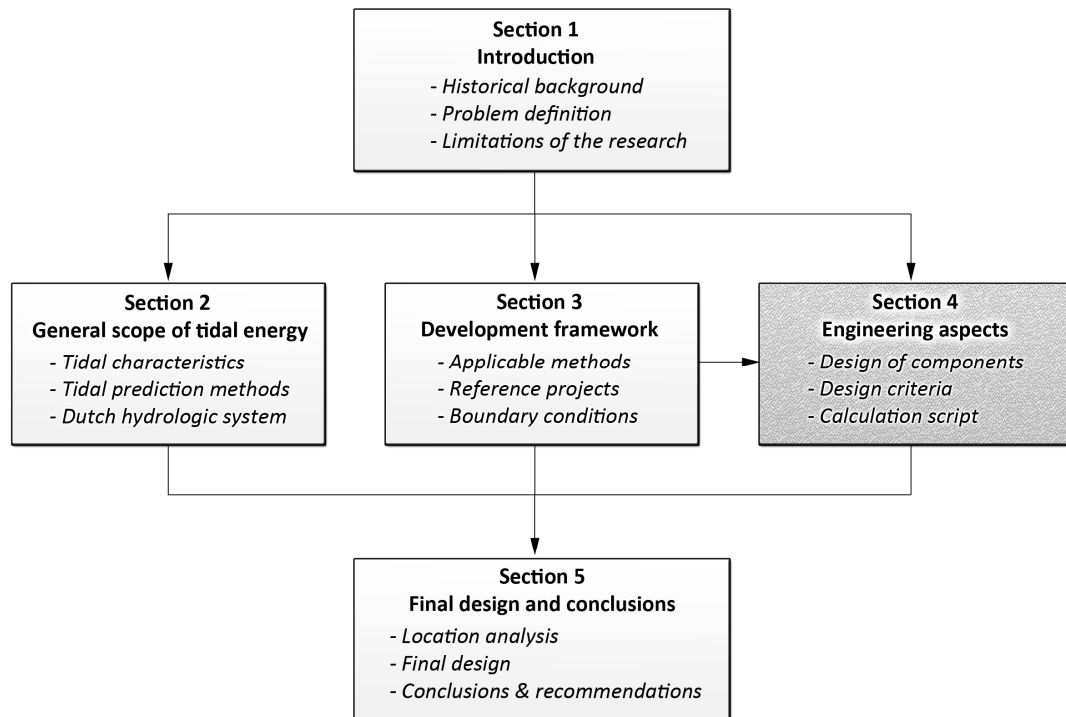 Section 1
Introduction
- Historical background
- Problem definition
- Limitations of the research
Section 2
General scope of tidal energy
- Tidal characteristics
- Tidal prediction methods
- Dutch hydrologic system
Section 3
Development framework
- Applicable methods
- Reference projects
- Boundary conditions
Section 4
Engineering aspects
- Design of components
- Design criteria
- Calculation script
Section 5
Final design and conclusions
- Location analysis
- Final design
- Conclusions & recommendations